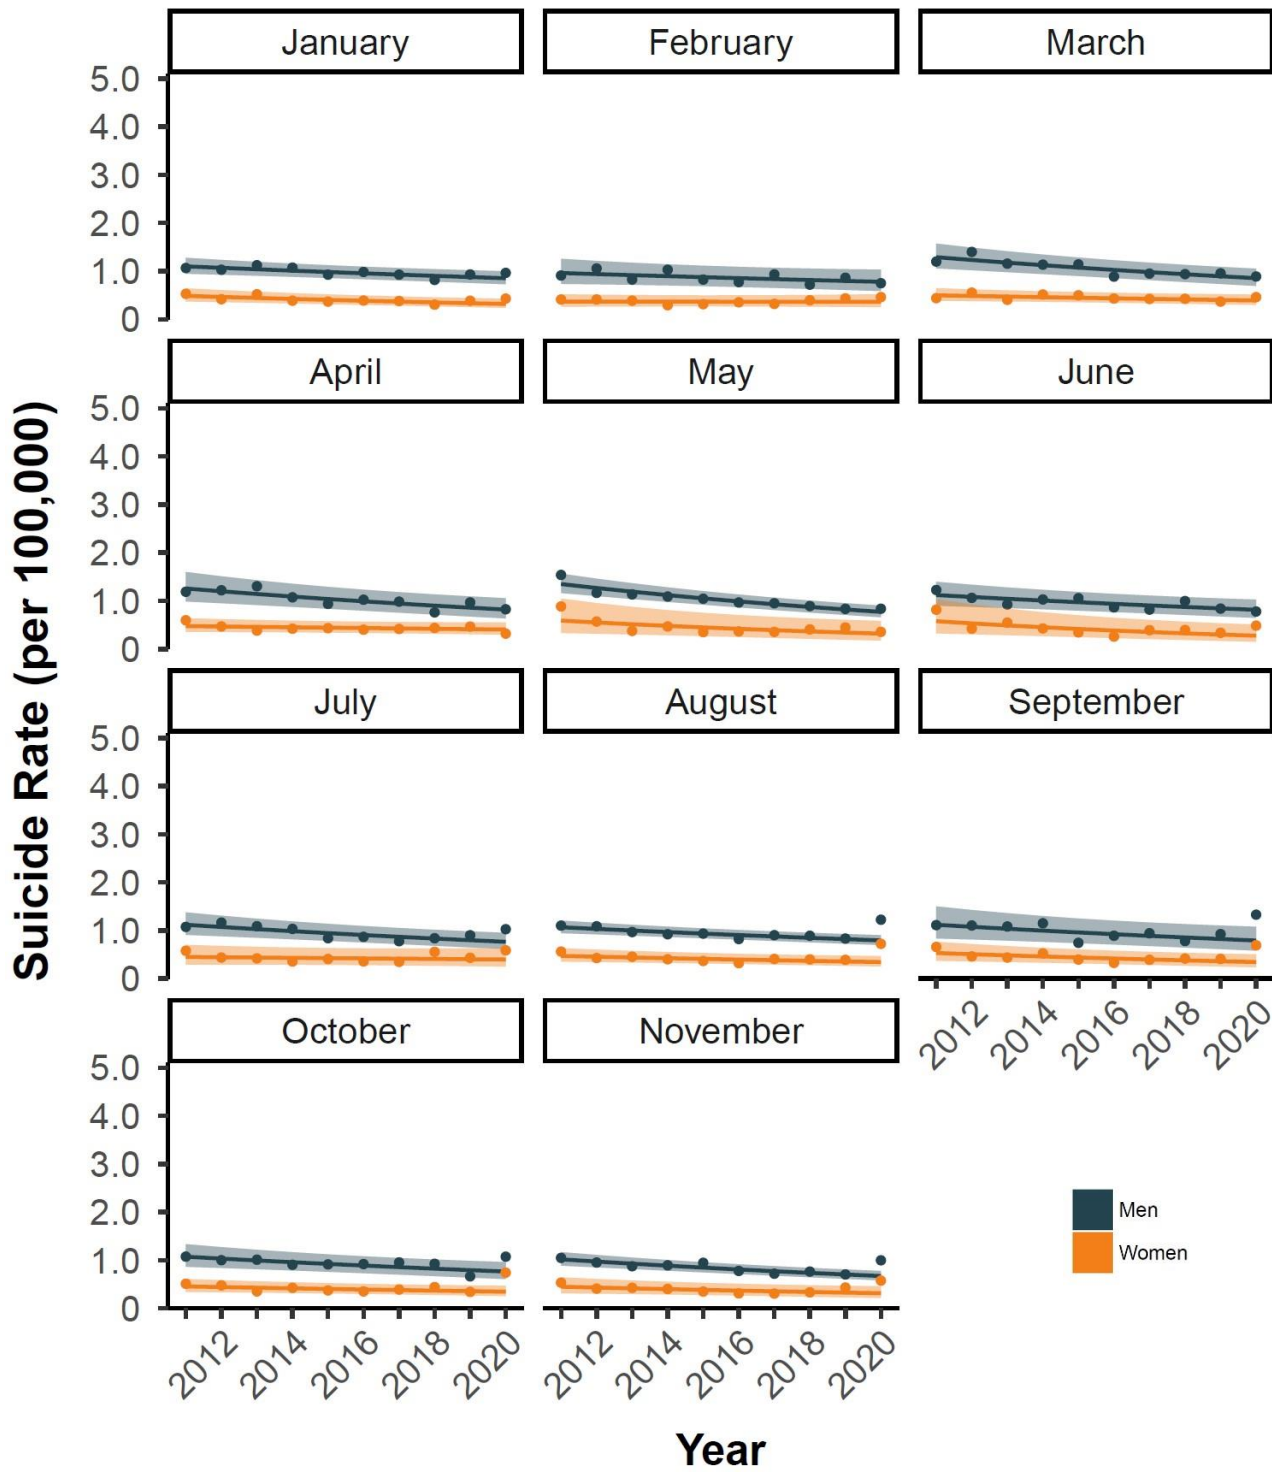 January February March
5.0
4.0
3.0
2.0
1.0
0
April May June
5.0
4.0
3.0
2.0
1.0
0
July August September
5.0
4.0
3.0
2.0
1.0
0
2012 2014 2016 2018 2020
October November
5.0
4.0
3.0
2.0
1.0
0
2012 2014 2016 2018 2020 2012 2014 2016 2018 2020
Suicide Rate (per 100,000)
Year
Men
Women